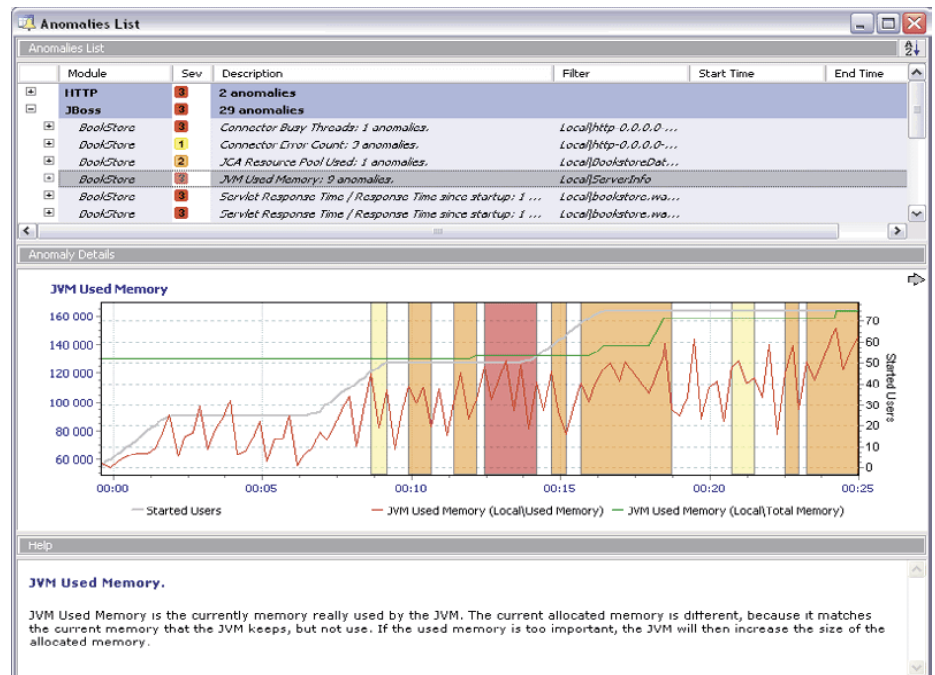 Anomalies List
Anomalies List
Module Sev Description Filter Start Time End Time
HTTP 3 2 anomalies
JBoss 3 29 anomalies
BookStore 3 Connector Busy Threads: 1 anomalies. Local\http-0.0.0.0-...
BookStore 1 Connector Error Count: 3 anomalies. Local\http-0.0.0.0-...
BookStore 2 JCA Resource Pool Used: 1 anomalies. Local\BookstoreDat...
BookStore JVM Used Memory: 9 anomalies. Local\ServerInfo
BookStore 3 Servlet Response Time / Response Time since startup: 1 ... Local\bookstore.wa...
BookStore 3 Servlet Response Time / Response Time since startup: 1 ... Local\bookstore.wa...
Anomaly Details
JVM Used Memory
160 000
140 000
120 000
100 000
80 000
60 000
70
60
50
40
30
20
10
0
Started Users
00:00 00:05 00:10 00:15 00:20 00:25
Started Users JVM Used Memory (Local\Used Memory) JVM Used Memory (Local\Total Memory)
Help
JVM Used Memory.
JVM Used Memory is the currently memory really used by the JVM. The current allocated memory is different, because it matches
the current memory that the JVM keeps, but not use. If the used memory is too important, the JVM will then increase the size of the
allocated memory.